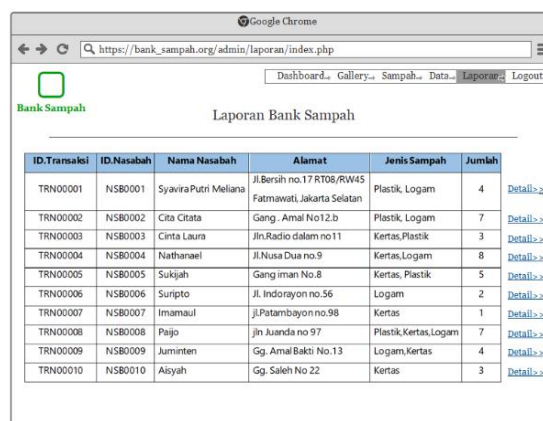 Google Chrome
https://bank_sampah.org/admin/laporan/index.php
Dashboard Gallery Sampah Data Laporan Logout
Bank Sampah
Laporan Bank Sampah
ID.Transaksi ID.Nasabah Nama Nasabah Alamat Jenis Sampah Jumlah
TRN00001 NSB0001 Syavira Putri Meliana Jl.Bersih no.17 RT08/RW45 Fatmawati, Jakarta Selatan Plastik, Logam 4 Detail>>
TRN00002 NSB0002 Cita Citata Gang . Amal No12.b Plastik, Logam 7 Detail>>
TRN00003 NSB0003 Cinta Laura Jln.Radio dalam no11 Kertas,Plastik 3 Detail>>
TRN00004 NSB0004 Nathanael Jl.Nusa Dua no.9 Kertas,Logam 8 Detail>>
TRN00005 NSB0005 Sukijah Gang iman No.8 Kertas, Plastik 5 Detail>>
TRN00006 NSB0006 Suripto Jl. Indorayon no.56 Logam 2 Detail>>
TRN00007 NSB0007 Imamaul jl.Patambayon no.98 Kertas 1 Detail>>
TRN00008 NSB0008 Paijo jln Juanda no 97 Plastik,Kertas,Logam 7 Detail>>
TRN00009 NSB0009 Juminten Gg. Amal Bakti No.13 Logam,Kertas 4 Detail>>
TRN00010 NSB0010 Aisyah Gg. Saleh No 22 Kertas 3 Detail>>